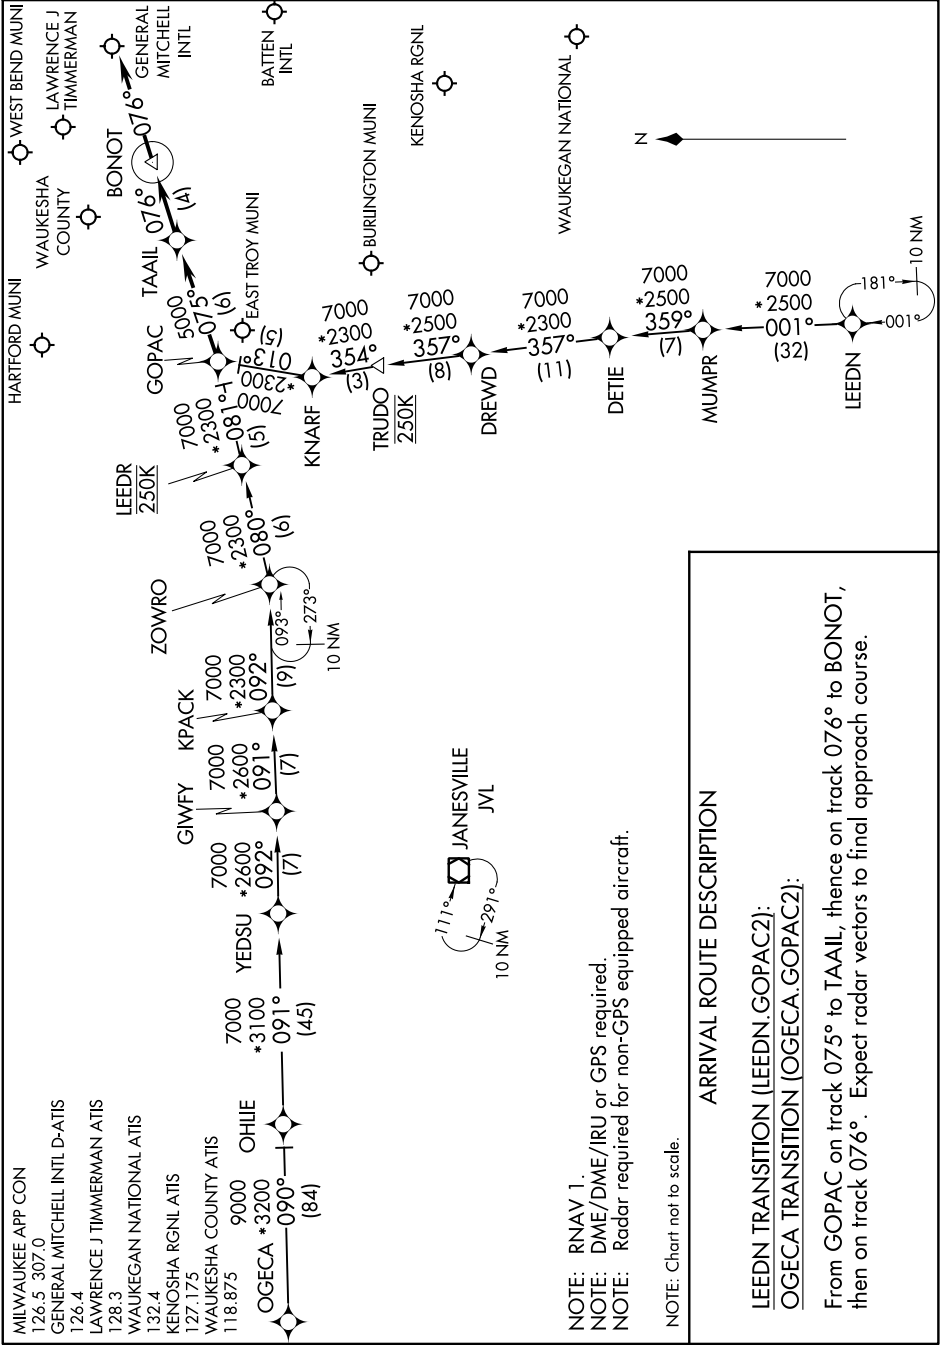 MILWAUKEE APP CON
126.5 307.0
GENERAL MITCHELL INTL D-ATIS
126.4
LAWRENCE J TIMMERMAN ATIS
128.3
WAUKEGAN NATIONAL ATIS
132.4
KENOSHA RGNL ATIS
127.175
WAUKESHA COUNTY ATIS
118.875
OGECA
9000
*3200
090°
(84)
OHLIE
7000
*3100
091°
(45)
YEDSU
7000
*2600
092°
(7)
GIWFY
7000
*2600
091°
(7)
KPACK
7000
*2300
092°
(9)
ZOWRO
093°
273°
10 NM
7000
*2300
080°
(6)
LEEDR
250K
7000
*2300
081°
(5)
GOPAC
5000
075°
(6)
TAAIL
076°
(4)
BONOT
076°
HARTFORD MUNI
WAUKESHA
COUNTY
WEST BEND MUNI
LAWRENCE J
TIMMERMAN
GENERAL
MITCHELL
INTL
BATTEN
INTL
EAST TROY MUNI
BURLINGTON MUNI
KENOSHA RGNL
WAUKEGAN NATIONAL
N
7000
*2300
013°
(5)
KNARF
7000
*2300
354°
(3)
TRUDO
250K
7000
*2500
357°
(8)
DREWD
7000
*2300
357°
(11)
DETIE
7000
*2500
359°
(7)
MUMPR
7000
*2500
001°
(32)
LEEDN
181°
001°
10 NM
JANESVILLE
JVL
111°
291°
10 NM
NOTE: RNAV 1.
NOTE: DME/DME/IRU or GPS required.
NOTE: Radar required for non-GPS equipped aircraft.
NOTE: Chart not to scale.
ARRIVAL ROUTE DESCRIPTION
LEEDN TRANSITION (LEEDN.GOPAC2):
OGECA TRANSITION (OGECA.GOPAC2):
From GOPAC on track 075° to TAAIL, thence on track 076° to BONOT,
then on track 076°. Expect radar vectors to final approach course.